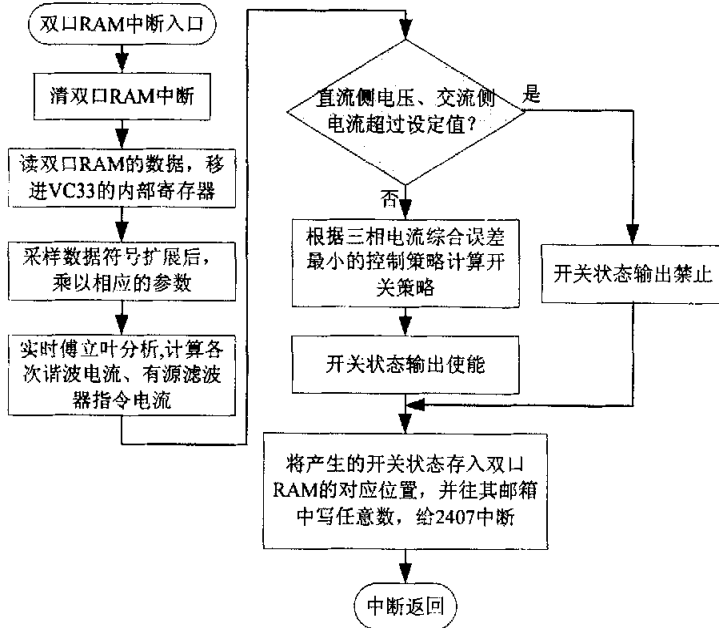 双口RAM中断入口
清双口RAM中断
读双口RAM的数据，移
进VC33的内部寄存器
采样数据符号扩展后，
乘以相应的参数
实时傅立叶分析,计算各
次谐波电流、有源滤波
器指令电流
直流侧电压、交流侧
电流超过设定值?
是
否
根据三相电流综合误差
最小的控制策略计算开
关策略
开关状态输出禁止
开关状态输出使能
将产生的开关状态存入双口
RAM的对应位置，并往其邮箱
中写任意数，给2407中断
中断返回